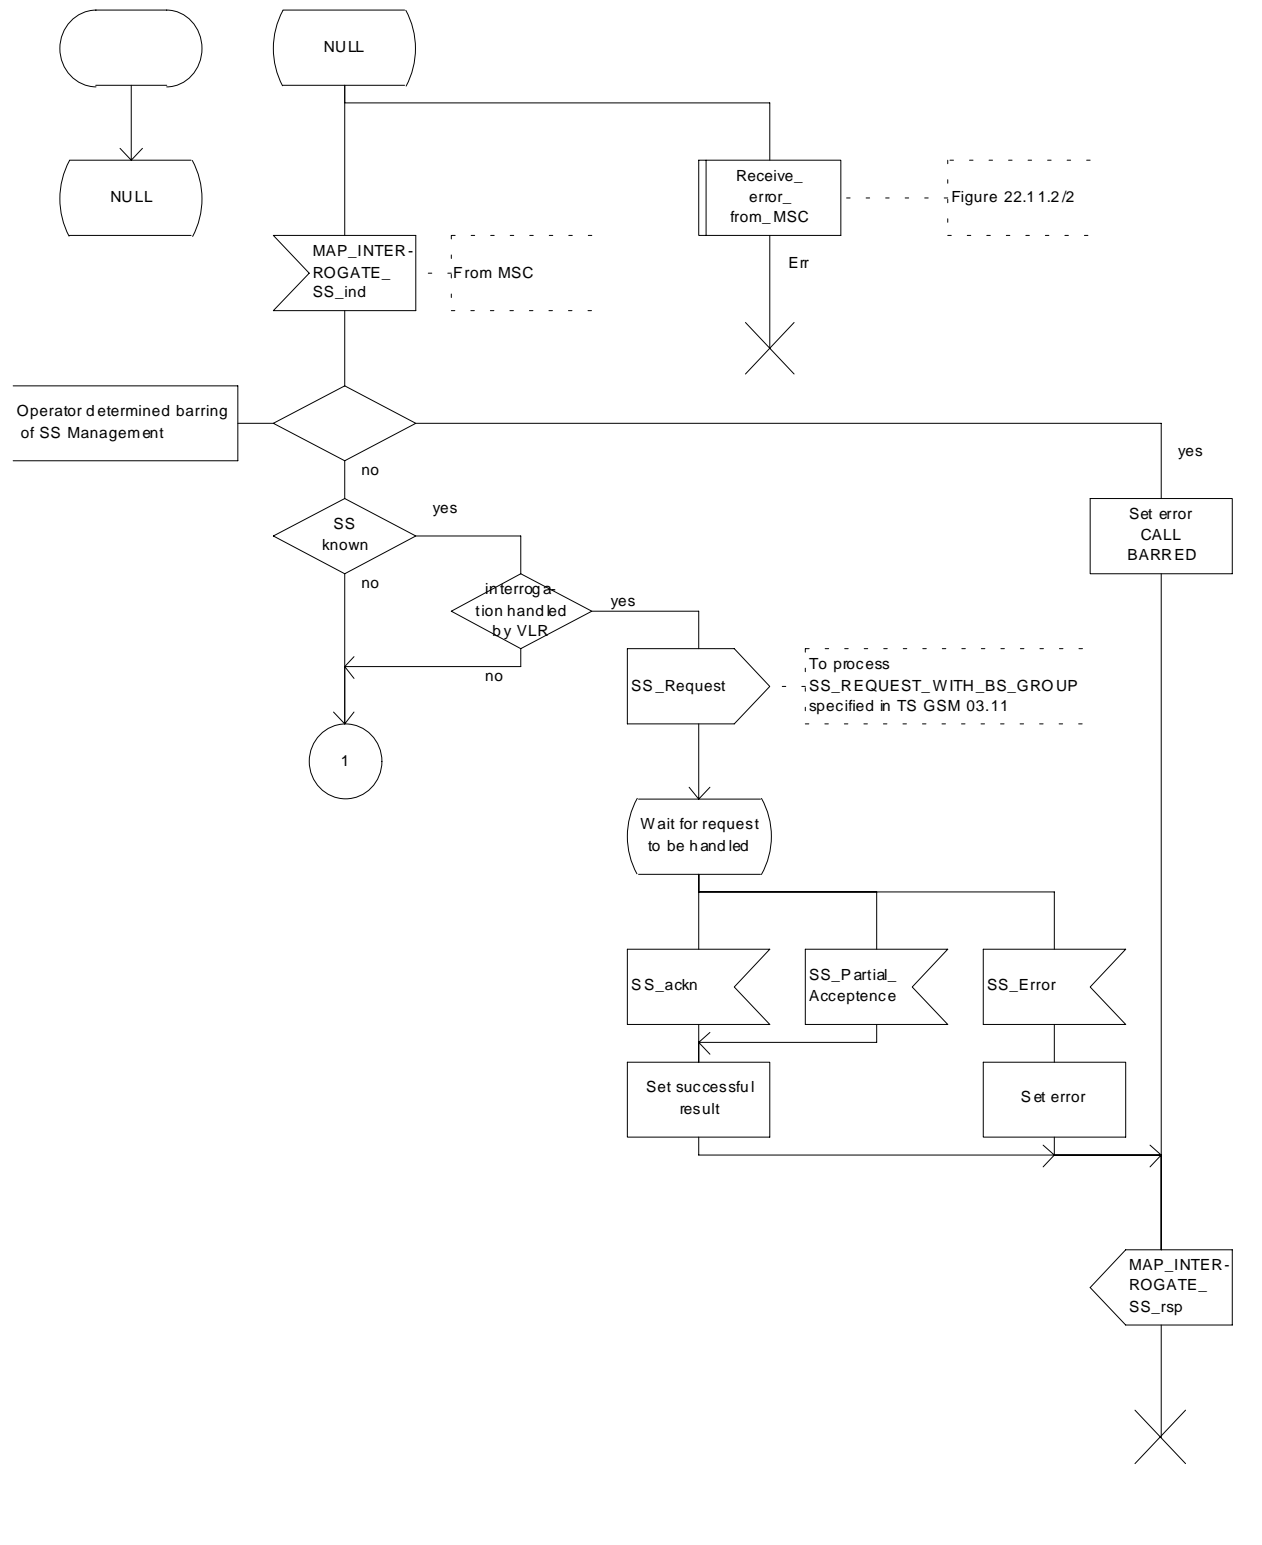 NULL
NULL
Receive_
error_
from_MSC
Figure 22.11.2/2
MAP_INTER-
ROGATE_
SS_ind
From MSC
Err
Operator determined barring
of SS Management
yes
no
SS
known
yes
Set error
CALL
BARRED
no
interroga-
tion handled
by VLR
yes
no
SS_Request
To process
SS_REQUEST_WITH_BS_GROUP
specified in TS GSM 03.11
1
Wait for request
to be handled
SS_ackn
SS_Partial_
Acceptence
SS_Error
Set successful
result
Set error
MAP_INTER-
ROGATE_
SS_rsp